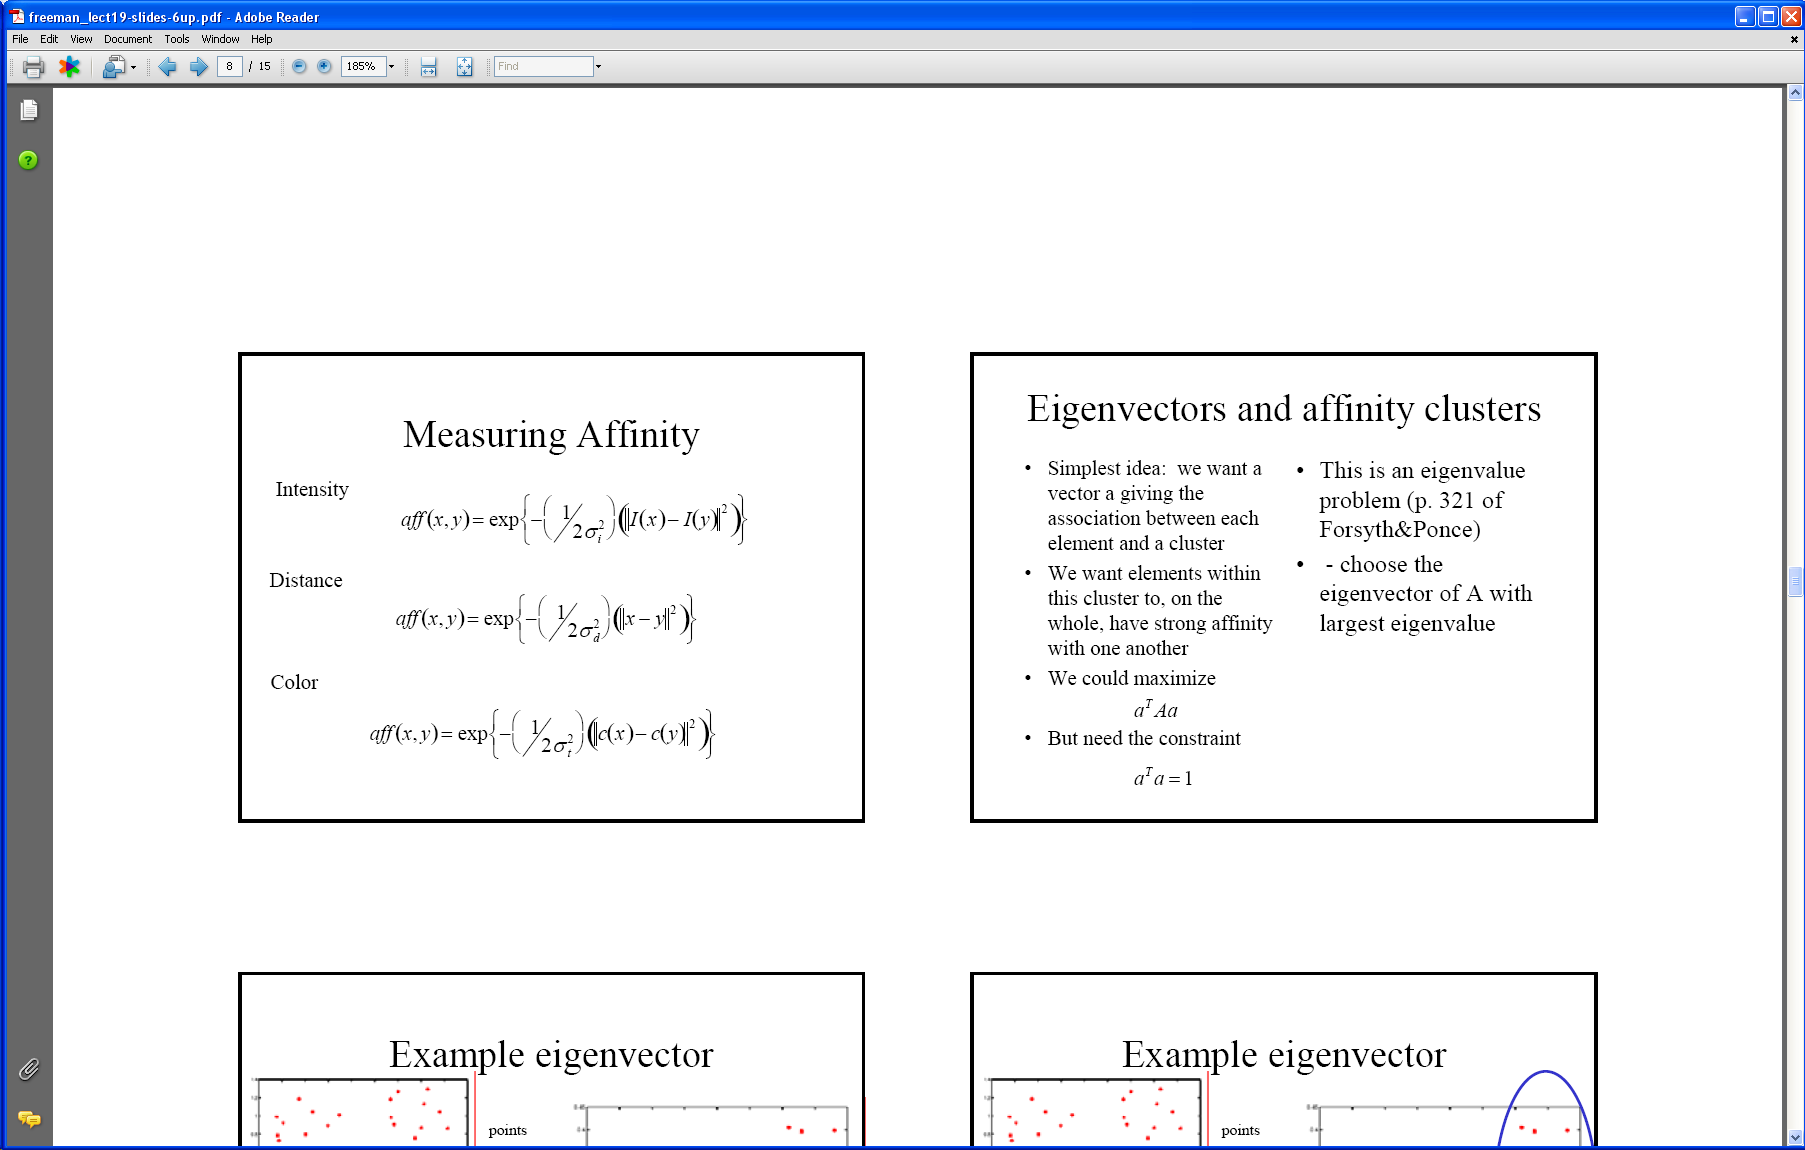 freeman_lect19-slides-6up.pdf - Adobe Reader
File Edit View Document Tools Window Help
8 / 15 185% Find
Measuring Affinity
Intensity
aff(x, y) = exp{-(1/2σ_i^2)(‖I(x) - I(y)‖^2)}
Distance
aff(x, y) = exp{-(1/2σ_d^2)(‖x - y‖^2)}
Color
aff(x, y) = exp{-(1/2σ_t^2)(‖c(x) - c(y)‖^2)}
Eigenvectors and affinity clusters
• Simplest idea: we want a
vector a giving the
association between each
element and a cluster
• We want elements within
this cluster to, on the
whole, have strong affinity
with one another
• We could maximize
a^T Aa
• But need the constraint
a^T a = 1
• This is an eigenvalue
problem (p. 321 of
Forsyth&Ponce)
• - choose the
eigenvector of A with
largest eigenvalue
Example eigenvector
points
Example eigenvector
points